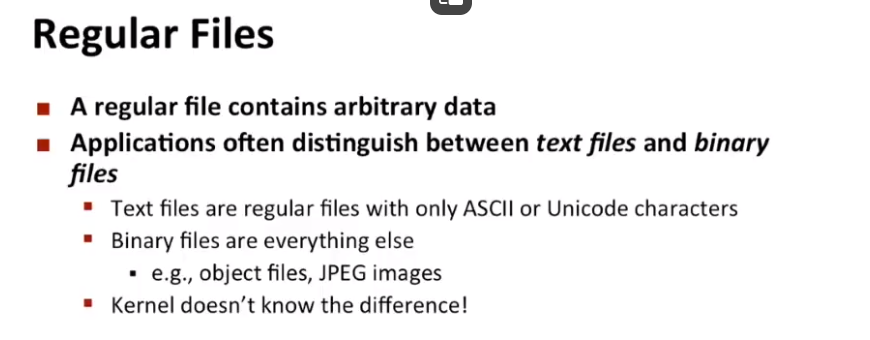 Regular Files
A regular file contains arbitrary data
Applications often distinguish between text files and binary
files
Text files are regular files with only ASCII or Unicode characters
Binary files are everything else
e.g., object files, JPEG images
Kernel doesn't know the difference!